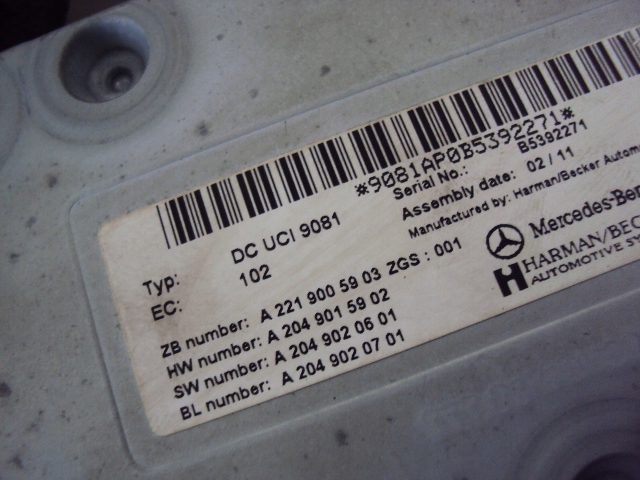 *9081AP0B5392271*
Serial No.: B5392271
Assembly date: 02/11
Manufactured by: Harman/Becker
Typ: DC UCI 9081
EC: 102
ZB number: A 221 900 59 03 ZGS: 001
HW number: A 204 901 59 02
SW number: A 204 902 06 01
BL number: A 204 902 07 01
HARMAN/BEC
AUTOMOTIVE SY